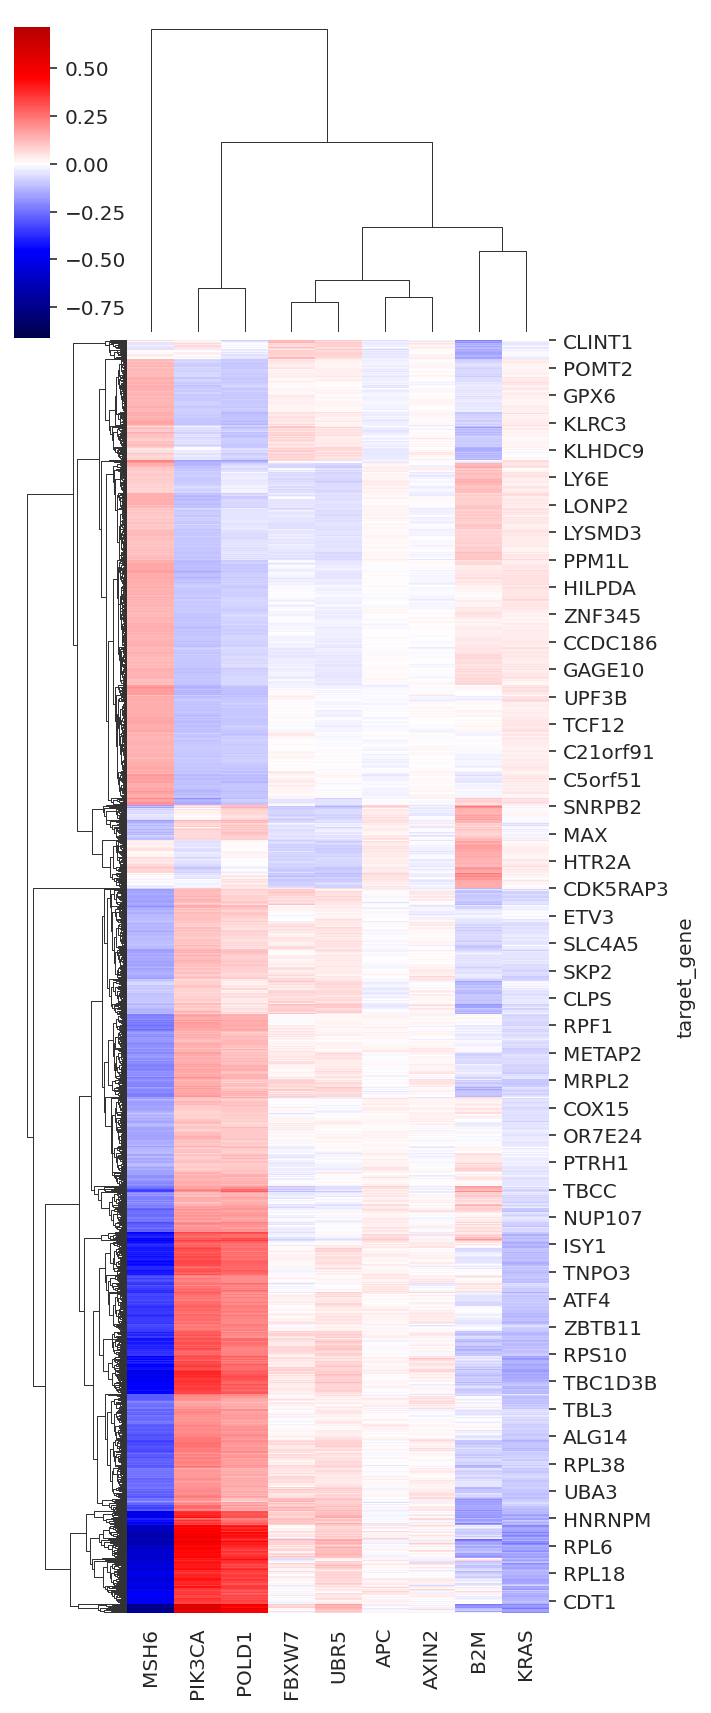 0.50
0.25
0.00
−0.25
−0.50
−0.75
CLINT1
POMT2
GPX6
KLRC3
KLHDC9
LY6E
LONP2
LYSMD3
PPM1L
HILPDA
ZNF345
CCDC186
GAGE10
UPF3B
TCF12
C21orf91
C5orf51
SNRPB2
MAX
HTR2A
CDK5RAP3
ETV3
SLC4A5
SKP2
CLPS
RPF1
METAP2
MRPL2
COX15
OR7E24
PTRH1
TBCC
NUP107
ISY1
TNPO3
ATF4
ZBTB11
RPS10
TBC1D3B
TBL3
ALG14
RPL38
UBA3
HNRNPM
RPL6
RPL18
CDT1
target_gene
MSH6
PIK3CA
POLD1
FBXW7
UBR5
APC
AXIN2
B2M
KRAS